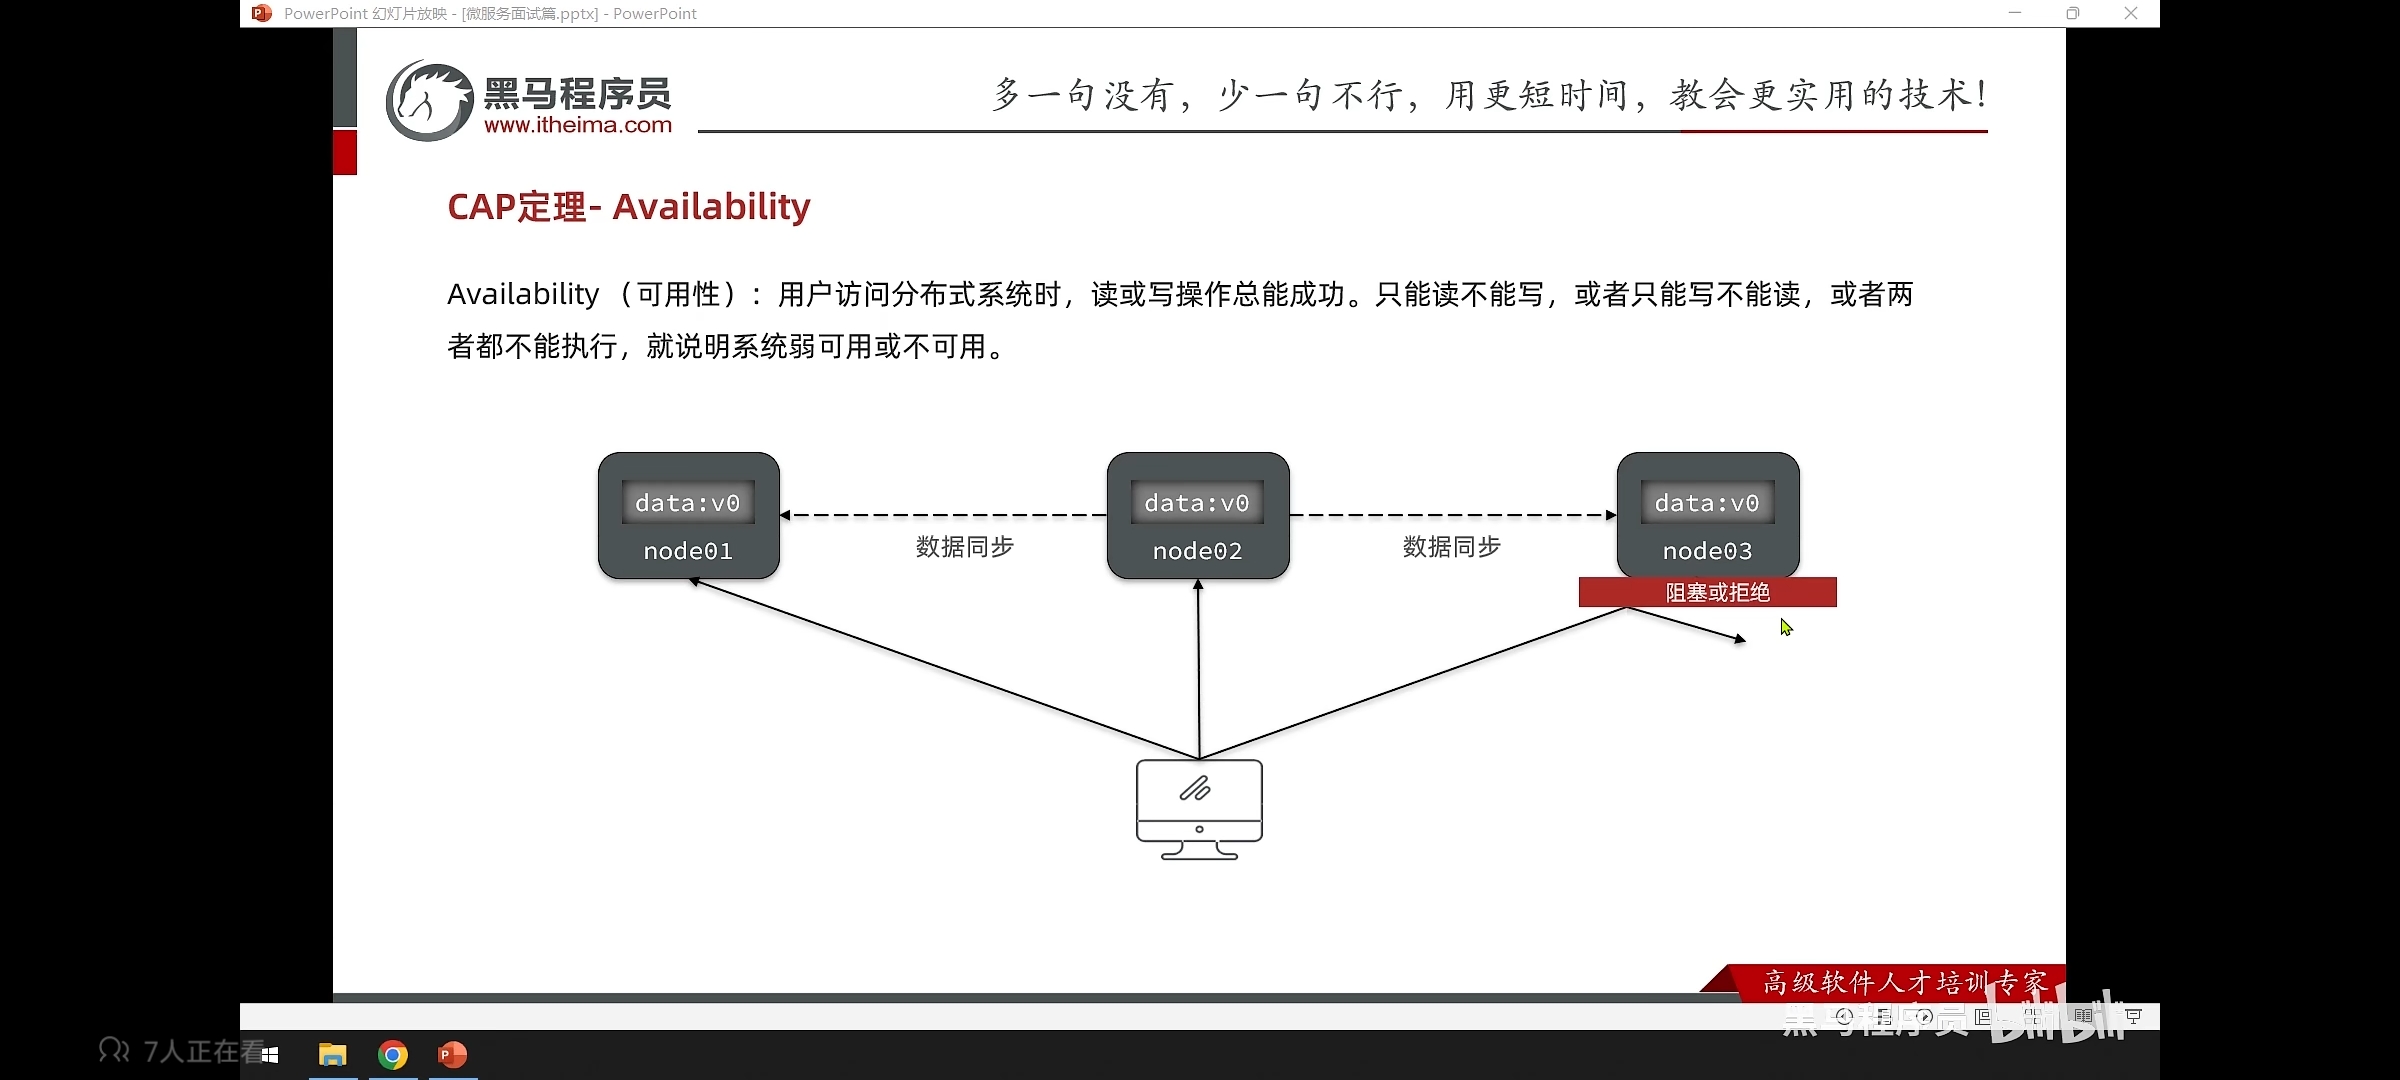 PowerPoint 幻灯片放映 - [微服务面试篇.pptx] - PowerPoint
黑马程序员
www.itheima.com
多一句没有，少一句不行，用更短时间，教会更实用的技术！
CAP定理- Availability
Availability （可用性）：用户访问分布式系统时，读或写操作总能成功。只能读不能写，或者只能写不能读，或者两
者都不能执行，就说明系统弱可用或不可用。
data:v0
node01
数据同步
data:v0
node02
数据同步
data:v0
node03
阻塞或拒绝
高级软件人才培训专家
黑马程序员 bilibili
7人正在看